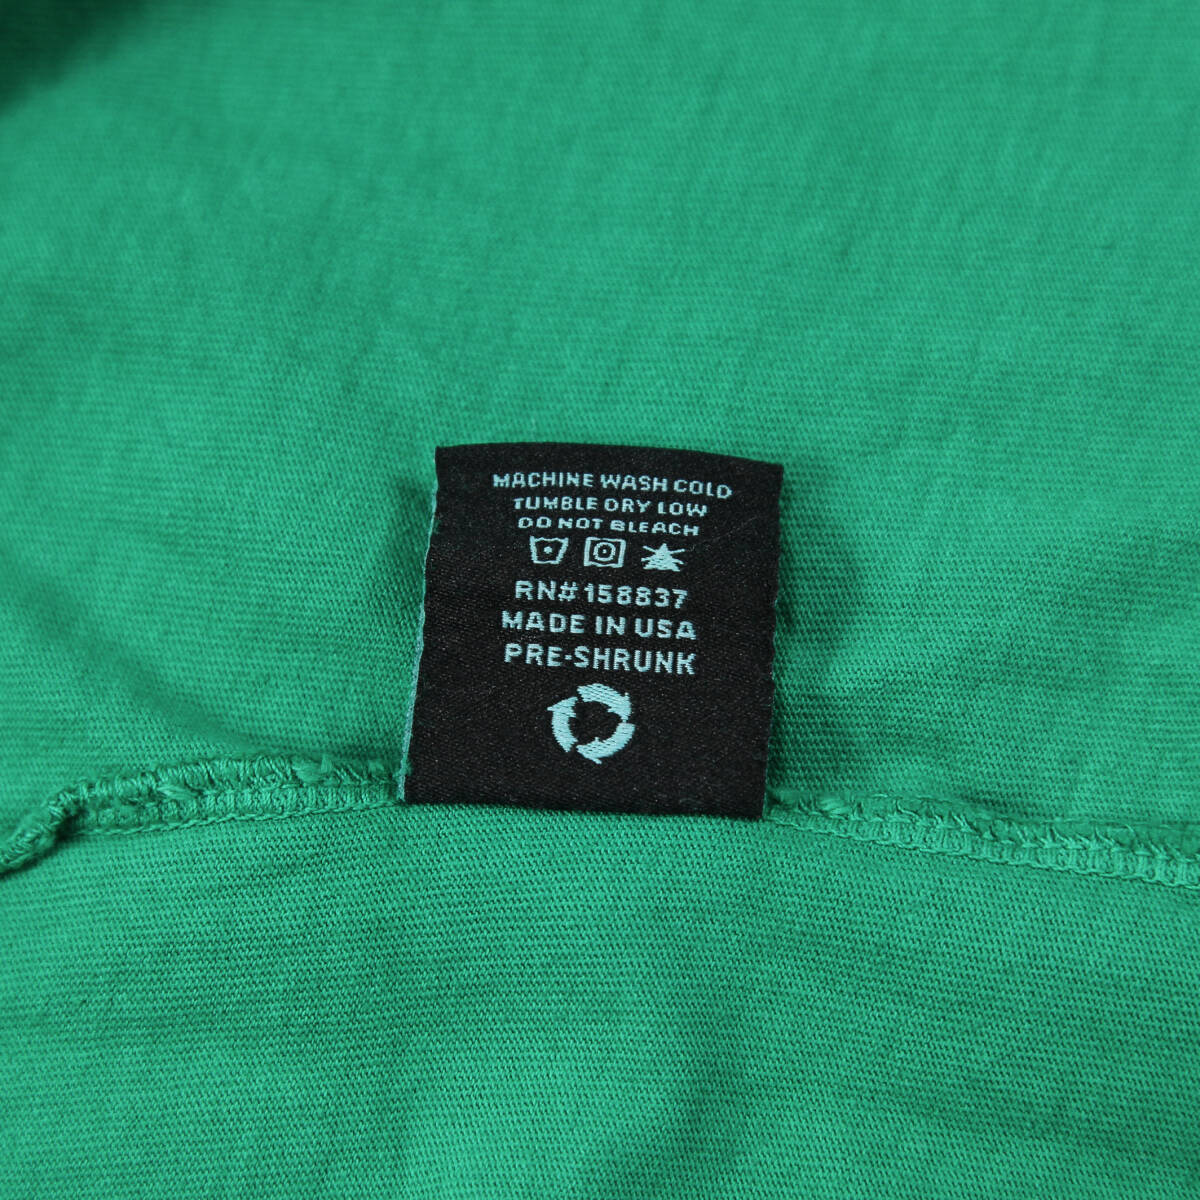 MACHINE WASH COLD
TUMBLE DRY LOW
DO NOT BLEACH
RN# 158837
MADE IN USA
PRE-SHRUNK